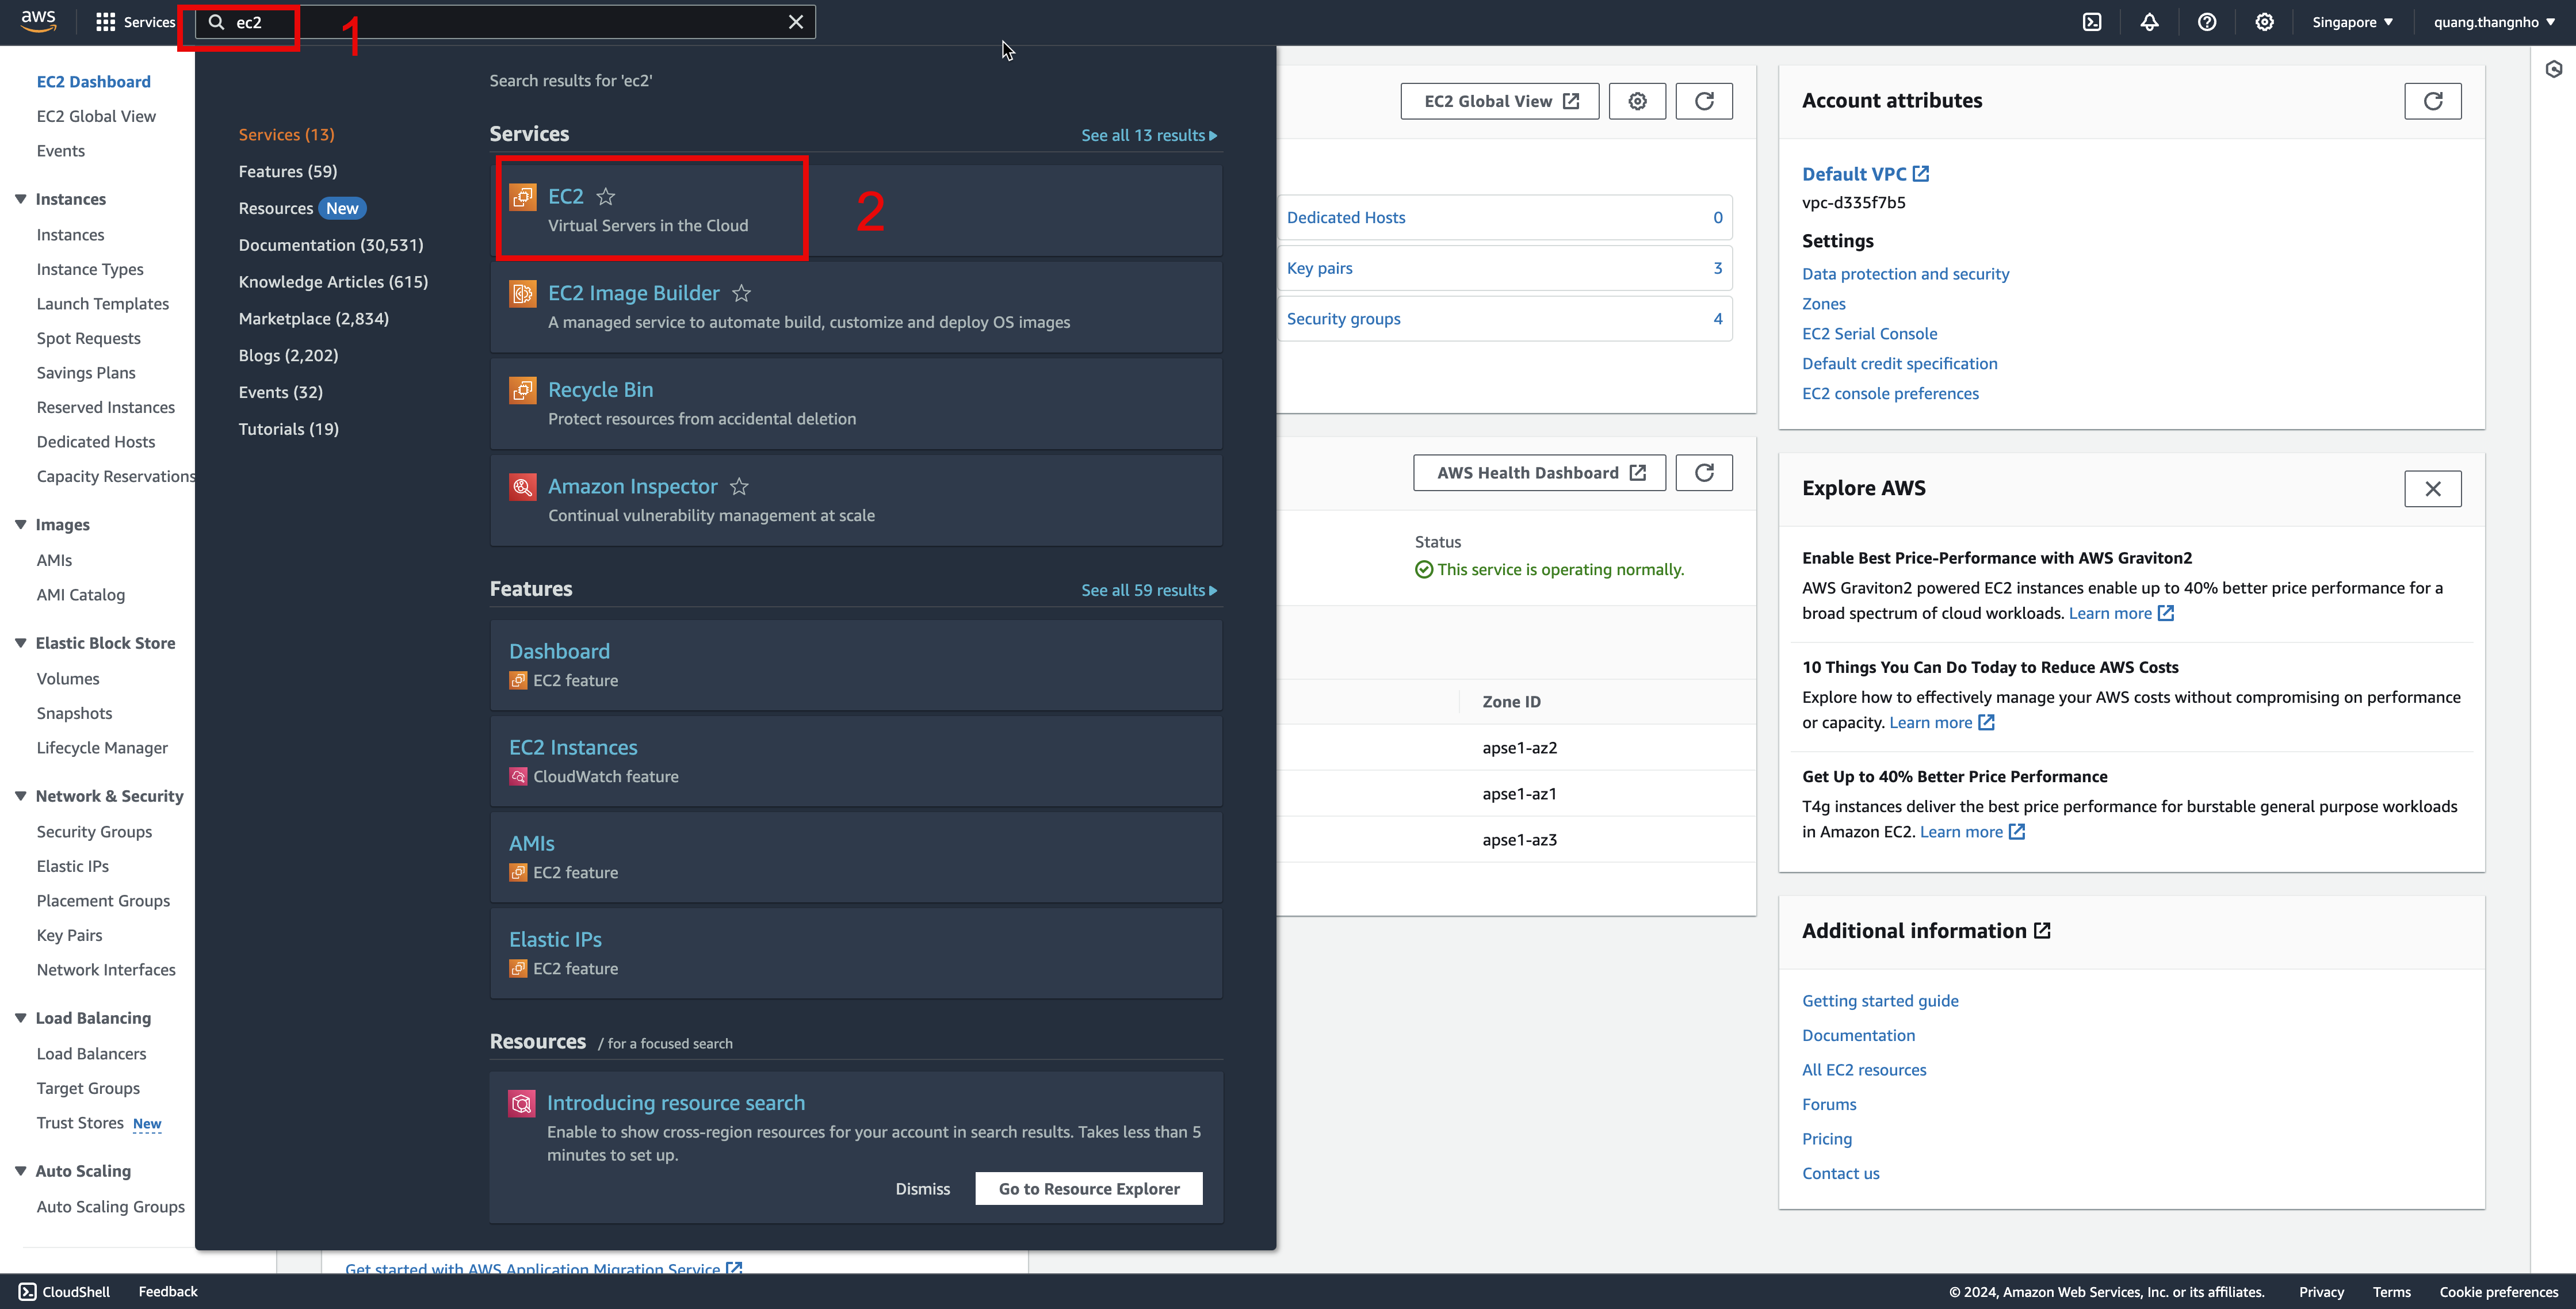 aws
Services
ec2
1
Singapore ▼
quang.thangnho ▼
EC2 Dashboard
EC2 Global View
Events
Instances
Instances
Instance Types
Launch Templates
Spot Requests
Savings Plans
Reserved Instances
Dedicated Hosts
Capacity Reservations
Images
AMIs
AMI Catalog
Elastic Block Store
Volumes
Snapshots
Lifecycle Manager
Network & Security
Security Groups
Elastic IPs
Placement Groups
Key Pairs
Network Interfaces
Load Balancing
Load Balancers
Target Groups
Trust Stores New
Auto Scaling
Auto Scaling Groups
Search results for 'ec2'
Services (13)
Features (59)
Resources New
Documentation (30,531)
Knowledge Articles (615)
Marketplace (2,834)
Blogs (2,202)
Events (32)
Tutorials (19)
Services
See all 13 results
EC2
Virtual Servers in the Cloud
2
EC2 Image Builder
A managed service to automate build, customize and deploy OS images
Recycle Bin
Protect resources from accidental deletion
Amazon Inspector
Continual vulnerability management at scale
Features
See all 59 results
Dashboard
EC2 feature
EC2 Instances
CloudWatch feature
AMIs
EC2 feature
Elastic IPs
EC2 feature
Resources / for a focused search
Introducing resource search
Enable to show cross-region resources for your account in search results. Takes less than 5
minutes to set up.
Dismiss
Go to Resource Explorer
Get started with AWS Application Migration Service
EC2 Global View
Dedicated Hosts 0
Key pairs 3
Security groups 4
AWS Health Dashboard
Status
This service is operating normally.
Zone ID
apse1-az2
apse1-az1
apse1-az3
Account attributes
Default VPC
vpc-d335f7b5
Settings
Data protection and security
Zones
EC2 Serial Console
Default credit specification
EC2 console preferences
Explore AWS
Enable Best Price-Performance with AWS Graviton2
AWS Graviton2 powered EC2 instances enable up to 40% better price performance for a
broad spectrum of cloud workloads. Learn more
10 Things You Can Do Today to Reduce AWS Costs
Explore how to effectively manage your AWS costs without compromising on performance
or capacity. Learn more
Get Up to 40% Better Price Performance
T4g instances deliver the best price performance for burstable general purpose workloads
in Amazon EC2. Learn more
Additional information
Getting started guide
Documentation
All EC2 resources
Forums
Pricing
Contact us
CloudShell
Feedback
© 2024, Amazon Web Services, Inc. or its affiliates.
Privacy
Terms
Cookie preferences